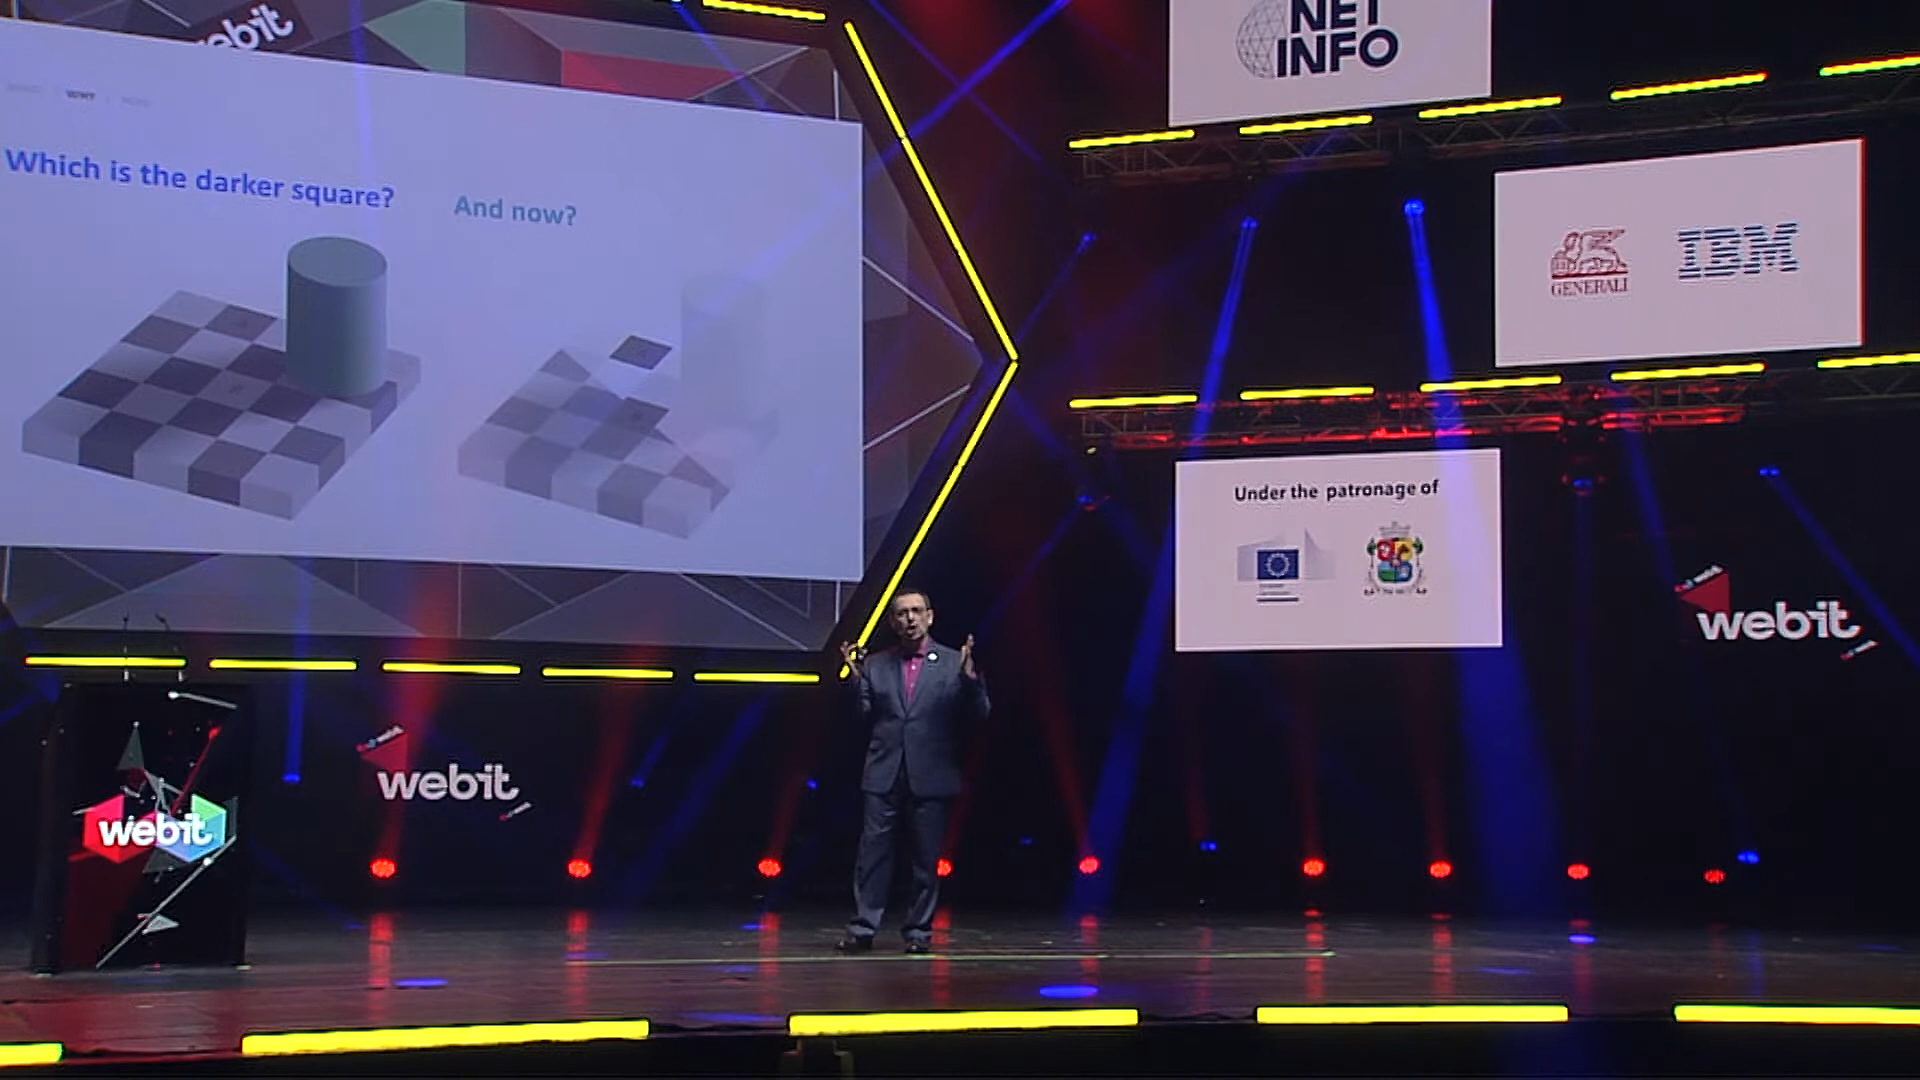 webit
WHY
Which is the darker square?
And now?
NET
INFO
GENERALI
IBM
Under the patronage of
webit
webit
webit